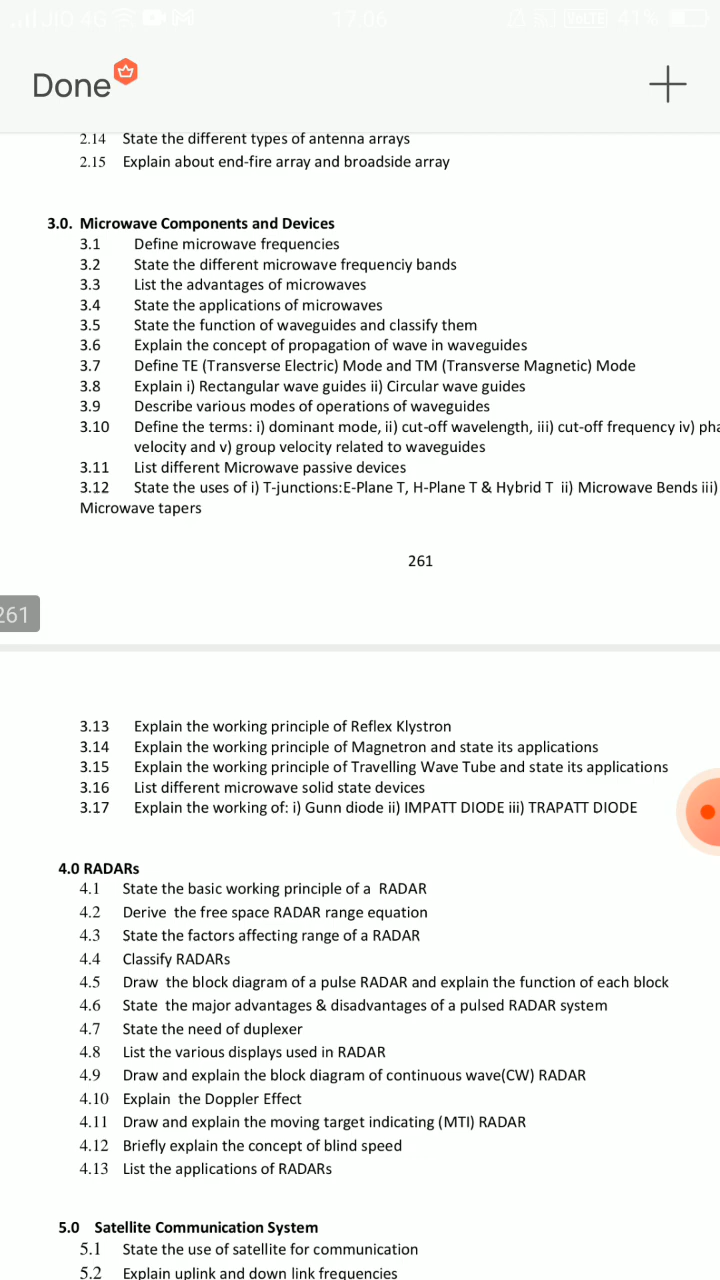 JIO 4G 17:06 VoLTE 41%
Done
2.14 State the different types of antenna arrays
2.15 Explain about end-fire array and broadside array
3.0. Microwave Components and Devices
3.1 Define microwave frequencies
3.2 State the different microwave frequenciy bands
3.3 List the advantages of microwaves
3.4 State the applications of microwaves
3.5 State the function of waveguides and classify them
3.6 Explain the concept of propagation of wave in waveguides
3.7 Define TE (Transverse Electric) Mode and TM (Transverse Magnetic) Mode
3.8 Explain i) Rectangular wave guides ii) Circular wave guides
3.9 Describe various modes of operations of waveguides
3.10 Define the terms: i) dominant mode, ii) cut-off wavelength, iii) cut-off frequency iv) pha
velocity and v) group velocity related to waveguides
3.11 List different Microwave passive devices
3.12 State the uses of i) T-junctions:E-Plane T, H-Plane T & Hybrid T ii) Microwave Bends iii)
Microwave tapers
261
261
3.13 Explain the working principle of Reflex Klystron
3.14 Explain the working principle of Magnetron and state its applications
3.15 Explain the working principle of Travelling Wave Tube and state its applications
3.16 List different microwave solid state devices
3.17 Explain the working of: i) Gunn diode ii) IMPATT DIODE iii) TRAPATT DIODE
4.0 RADARs
4.1 State the basic working principle of a RADAR
4.2 Derive the free space RADAR range equation
4.3 State the factors affecting range of a RADAR
4.4 Classify RADARs
4.5 Draw the block diagram of a pulse RADAR and explain the function of each block
4.6 State the major advantages & disadvantages of a pulsed RADAR system
4.7 State the need of duplexer
4.8 List the various displays used in RADAR
4.9 Draw and explain the block diagram of continuous wave(CW) RADAR
4.10 Explain the Doppler Effect
4.11 Draw and explain the moving target indicating (MTI) RADAR
4.12 Briefly explain the concept of blind speed
4.13 List the applications of RADARs
5.0 Satellite Communication System
5.1 State the use of satellite for communication
5.2 Explain uplink and down link frequencies